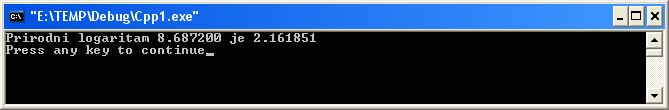 "E:\TEMP\Debug\Cpp1.exe"
Prirodni logaritam 8.687200 je 2.161851
Press any key to continue_